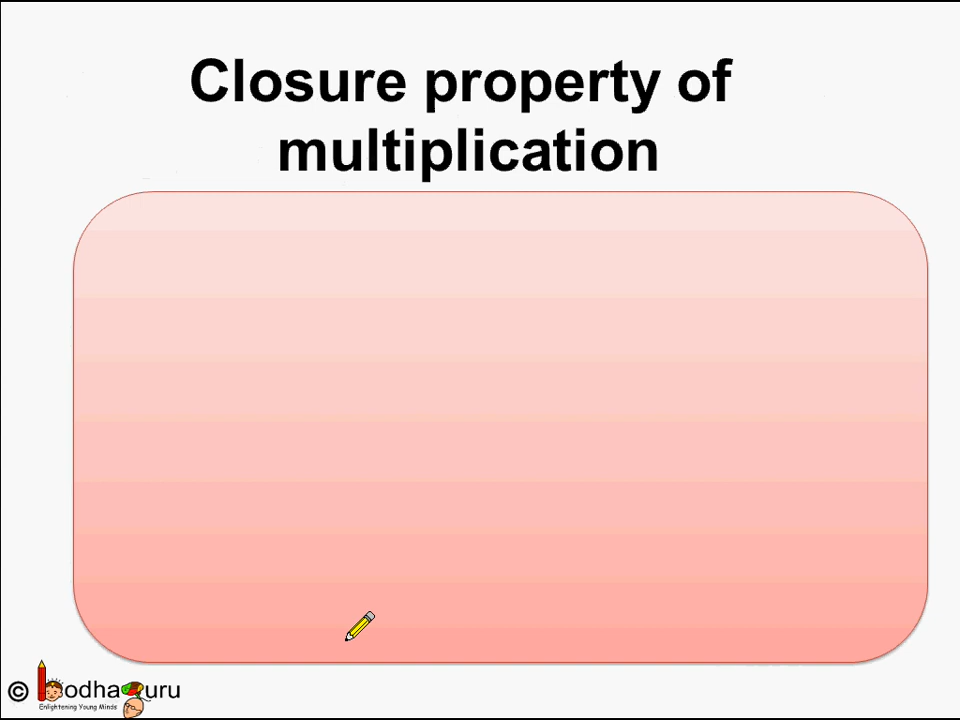 Closure property of
multiplication
© BodhaGuru
Enlightening Young Minds